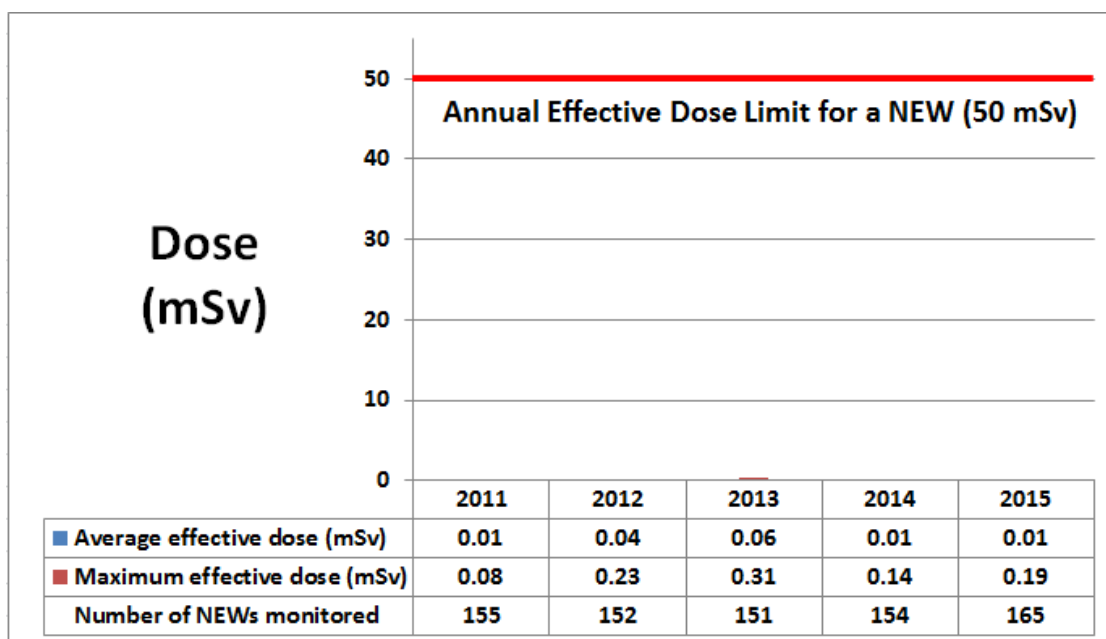 50
Annual Effective Dose Limit for a NEW (50 mSv)
40
30
Dose
(mSv)
20
10
0
2011 2012 2013 2014 2015
Average effective dose (mSv) 0.01 0.04 0.06 0.01 0.01
Maximum effective dose (mSv) 0.08 0.23 0.31 0.14 0.19
Number of NEWs monitored 155 152 151 154 165